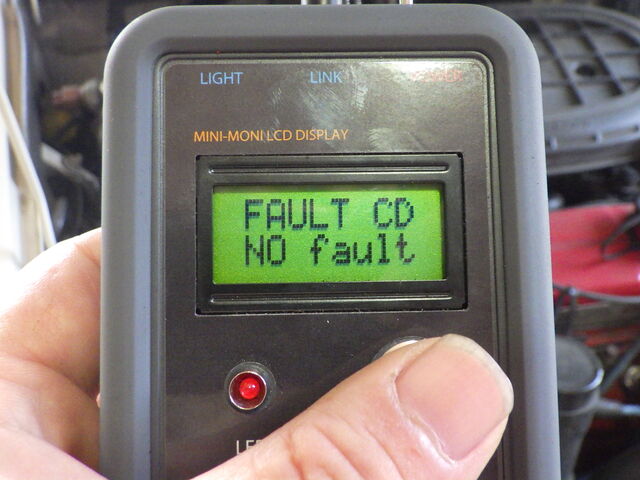 LIGHT LINK
MINI-MONI LCD DISPLAY
FAULT CD
NO fault